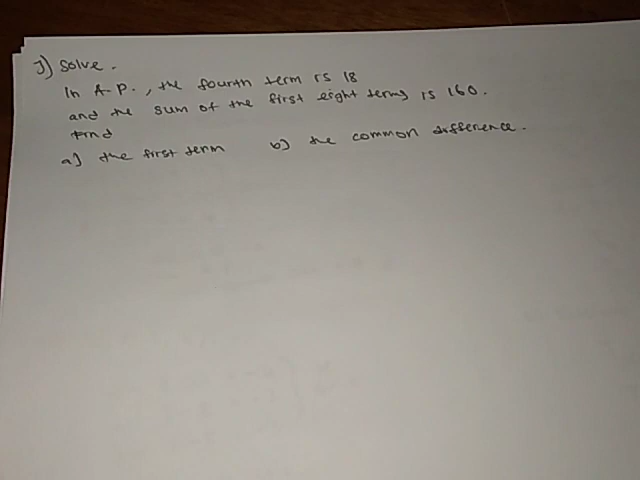 J) Solve.
In A.P., the fourth term is 18
and the sum of the first eight terms is 160.
Find
a) the first term b) the common difference.